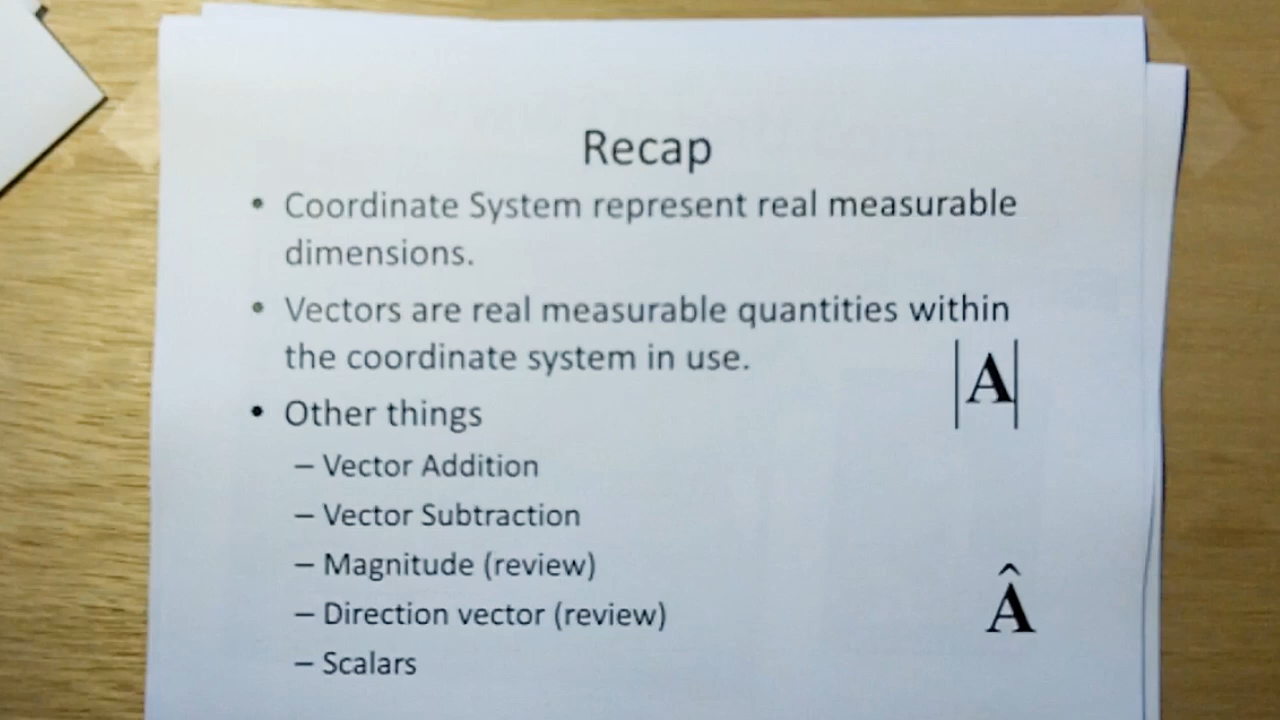 Recap
• Coordinate System represent real measurable
dimensions.
• Vectors are real measurable quantities within
the coordinate system in use.
|A|
• Other things
– Vector Addition
– Vector Subtraction
– Magnitude (review)
– Direction vector (review)
Â
– Scalars